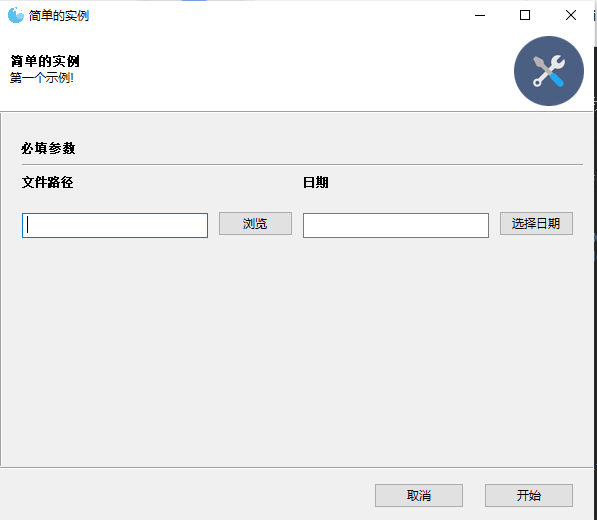 简单的实例
简单的实例
第一个示例!
必填参数
文件路径 日期
浏览 选择日期
取消 开始